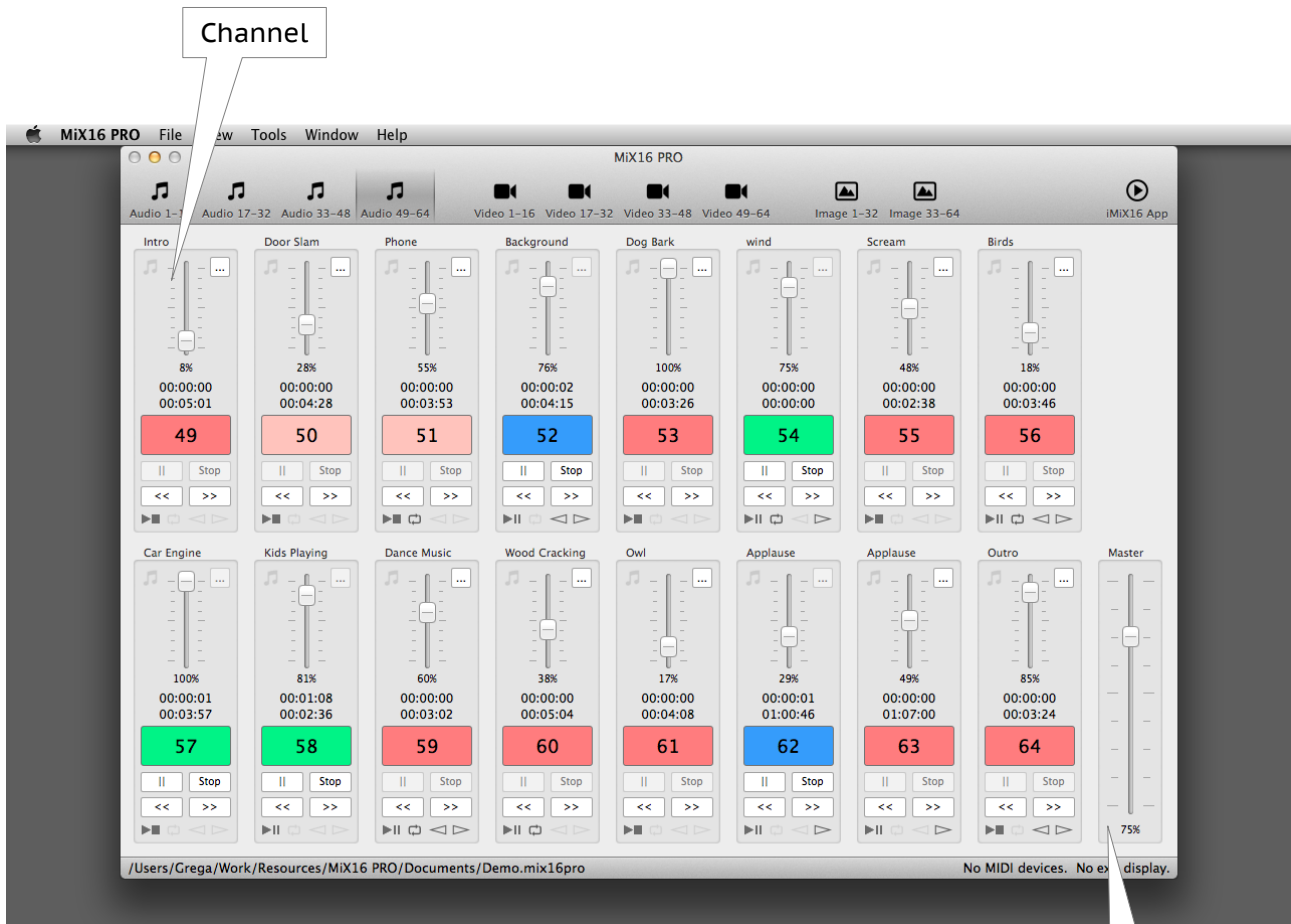 Channel
MiX16 PRO File View Tools Window Help
MiX16 PRO
Audio 1-1 Audio 17-32 Audio 33-48 Audio 49-64 Video 1-16 Video 17-32 Video 33-48 Video 49-64 Image 1-32 Image 33-64 iMiX16 App
Intro Door Slam Phone Background Dog Bark wind Scream Birds
... ... ... ... ... ... ... ...
8% 28% 55% 76% 100% 75% 48% 18%
00:00:00 00:00:00 00:00:00 00:00:02 00:00:00 00:00:00 00:00:00 00:00:00
00:05:01 00:04:28 00:03:53 00:04:15 00:03:26 00:00:00 00:02:38 00:03:46
49 50 51 52 53 54 55 56
|| Stop || Stop || Stop || Stop || Stop || Stop || Stop || Stop
<< >> << >> << >> << >> << >> << >> << >> << >>
Car Engine Kids Playing Dance Music Wood Cracking Owl Applause Applause Outro Master
... ... ... ... ... ... ... ...
100% 81% 60% 38% 17% 29% 49% 85%
00:00:01 00:01:08 00:00:00 00:00:00 00:00:00 00:00:01 00:00:00 00:00:00
00:03:57 00:02:36 00:03:02 00:05:04 00:04:08 01:00:46 01:07:00 00:03:24
57 58 59 60 61 62 63 64
|| Stop || Stop || Stop || Stop || Stop || Stop || Stop || Stop
<< >> << >> << >> << >> << >> << >> << >> << >>
75%
/Users/Grega/Work/Resources/MiX16 PRO/Documents/Demo.mix16pro No MIDI devices. No ext display.